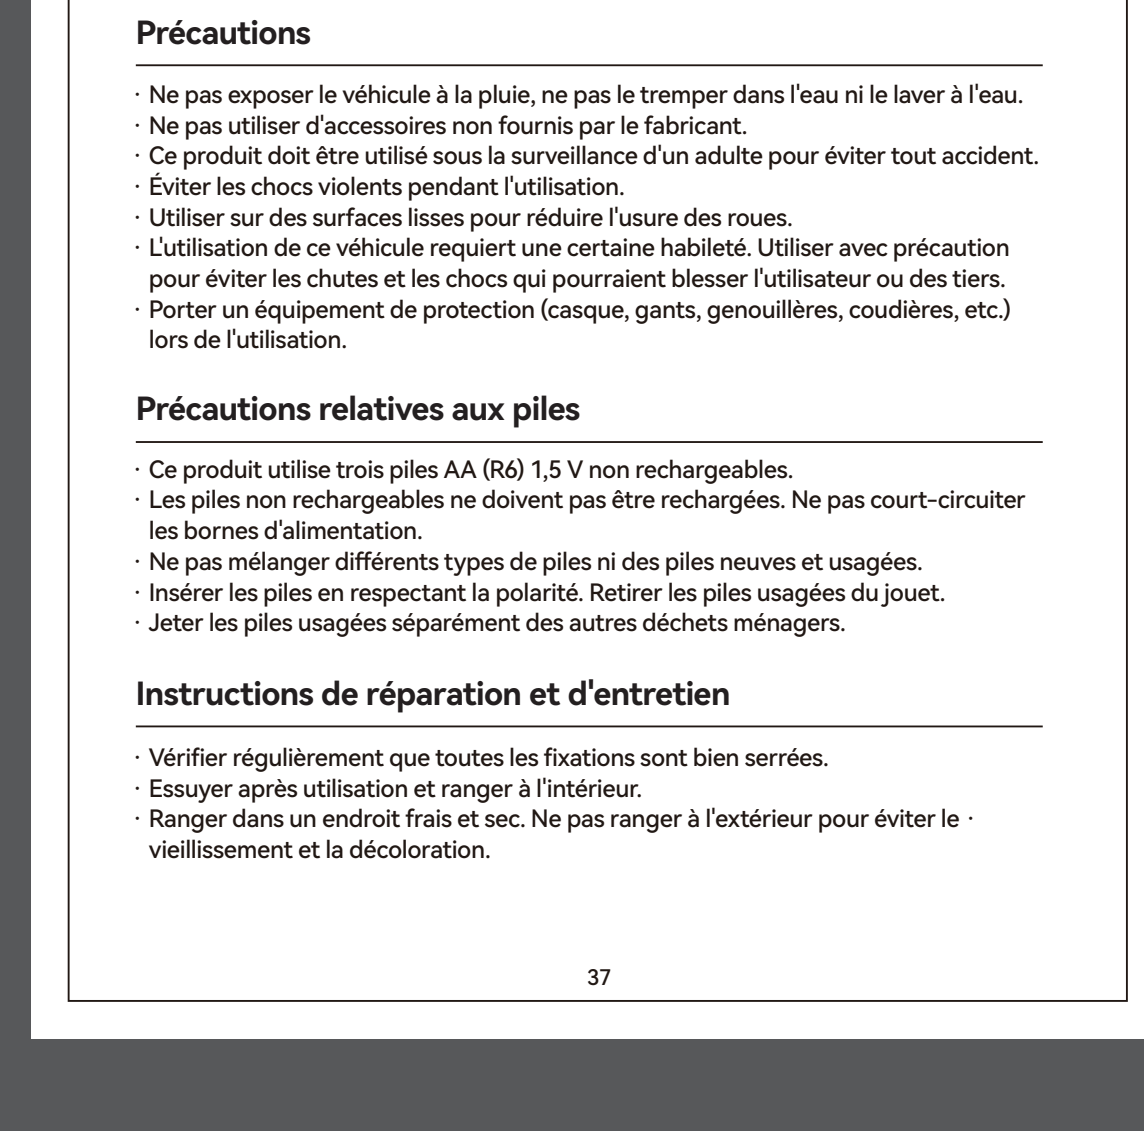 Précautions
· Ne pas exposer le véhicule à la pluie, ne pas le tremper dans l'eau ni le laver à l'eau.
· Ne pas utiliser d'accessoires non fournis par le fabricant.
· Ce produit doit être utilisé sous la surveillance d'un adulte pour éviter tout accident.
· Éviter les chocs violents pendant l'utilisation.
· Utiliser sur des surfaces lisses pour réduire l'usure des roues.
· L'utilisation de ce véhicule requiert une certaine habileté. Utiliser avec précaution
pour éviter les chutes et les chocs qui pourraient blesser l'utilisateur ou des tiers.
· Porter un équipement de protection (casque, gants, genouillères, coudières, etc.)
lors de l'utilisation.
Précautions relatives aux piles
· Ce produit utilise trois piles AA (R6) 1,5 V non rechargeables.
· Les piles non rechargeables ne doivent pas être rechargées. Ne pas court-circuiter
les bornes d'alimentation.
· Ne pas mélanger différents types de piles ni des piles neuves et usagées.
· Insérer les piles en respectant la polarité. Retirer les piles usagées du jouet.
· Jeter les piles usagées séparément des autres déchets ménagers.
Instructions de réparation et d'entretien
· Vérifier régulièrement que toutes les fixations sont bien serrées.
· Essuyer après utilisation et ranger à l'intérieur.
· Ranger dans un endroit frais et sec. Ne pas ranger à l'extérieur pour éviter le ·
vieillissement et la décoloration.
37